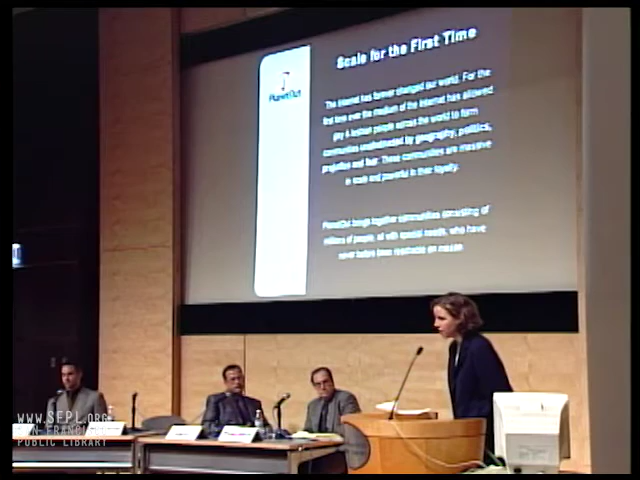 Scale for the First Time
PlanetOut
The Internet has forever changed our world. For the
first time ever the medium of the Internet has allowed
gay & lesbian people across the world to form
communities unobstructed by geography, politics,
prejudice and fear. These communities are massive
in scale and powerful in their loyalty.
PlanetOut brings together communities consisting of
millions of people, all with special needs, who have
never before been reachable en masse
WWW.SFPL.ORG
SAN FRANCISCO
PUBLIC LIBRARY